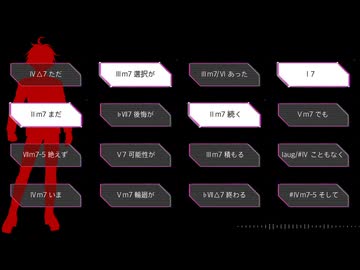 Ⅳ△7 ただ
Ⅲm7 選択が
Ⅲm7/Ⅵ あった
Ⅰ7
Ⅱm7 まだ
♭Ⅶ7 後悔が
Ⅱm7 続く
Ⅴm7 でも
Ⅶm7-5 絶えず
Ⅴ7 可能性が
Ⅲm7 積もる
Iaug/#Ⅳ こともなく
Ⅳm7 いま
Ⅴm7 輪廻が
♭Ⅶ△7 終わる
#Ⅳm7-5 そして